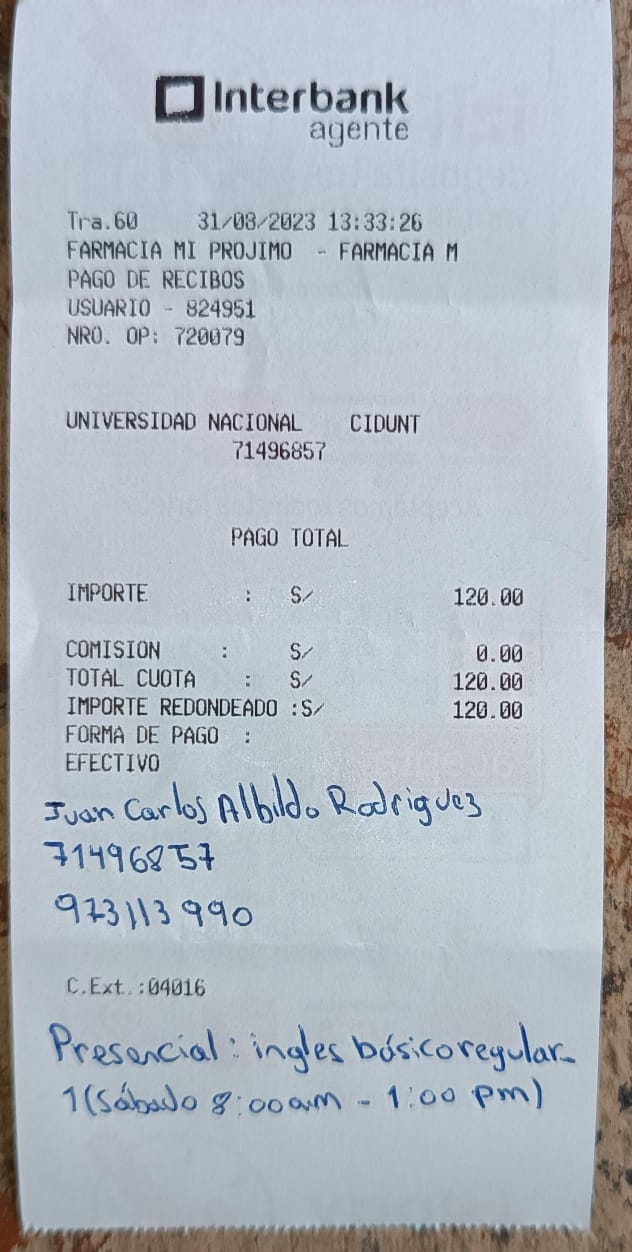 Interbank
agente
Tra.60 31/08/2023 13:33:26
FARMACIA MI PROJIMO - FARMACIA M
PAGO DE RECIBOS
USUARIO - 824951
NRO. OP: 720079
UNIVERSIDAD NACIONAL CIDUNT
71496857
PAGO TOTAL
IMPORTE : S/ 120.00
COMISION : S/ 0.00
TOTAL CUOTA : S/ 120.00
IMPORTE REDONDEADO :S/ 120.00
FORMA DE PAGO :
EFECTIVO
Juan Carlos Albildo Rodriguez
71496857
973113990
C.Ext.:04016
Presencial: ingles básico regular-
1 (Sábado 8:00am - 1:00 pm)